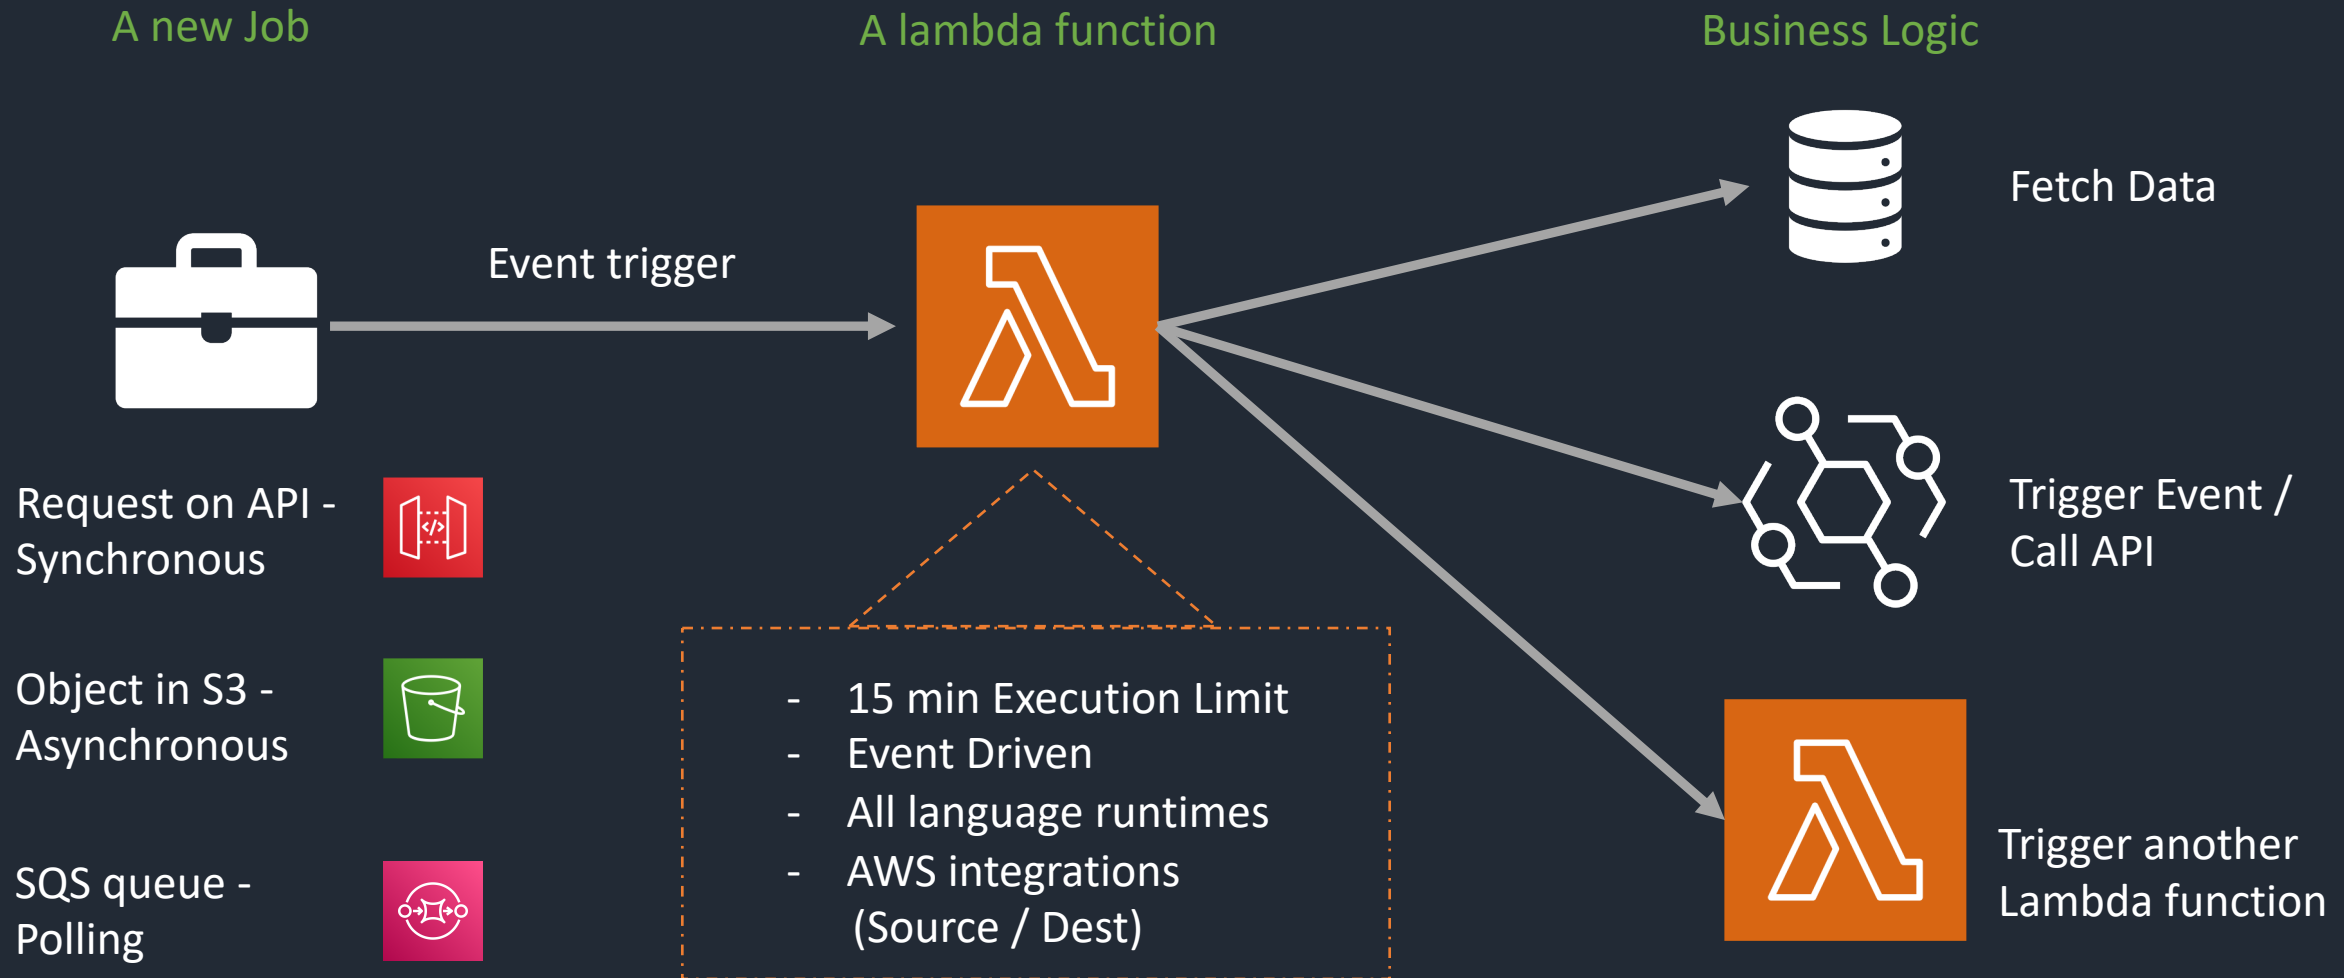 A new Job
A lambda function
Business Logic
Event trigger
Fetch Data
Request on API -
Synchronous
</>
Trigger Event /
Call API
Object in S3 -
Asynchronous
- 15 min Execution Limit
- Event Driven
- All language runtimes
- AWS integrations
(Source / Dest)
SQS queue -
Polling
Trigger another
Lambda function